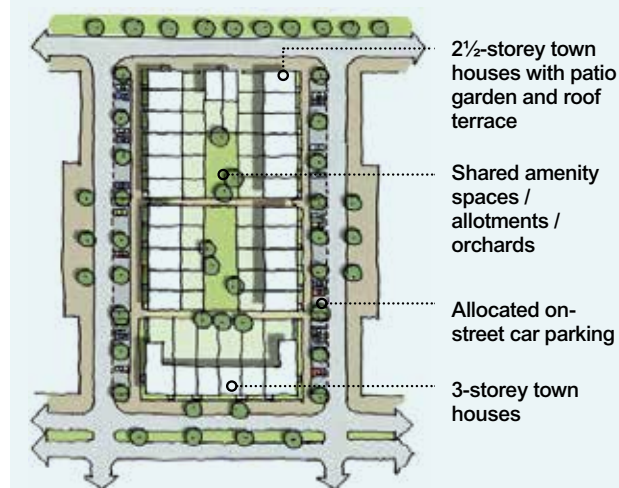 2½-storey town
houses with patio
garden and roof
terrace
Shared amenity
spaces /
allotments /
orchards
Allocated on-
street car parking
3-storey town
houses